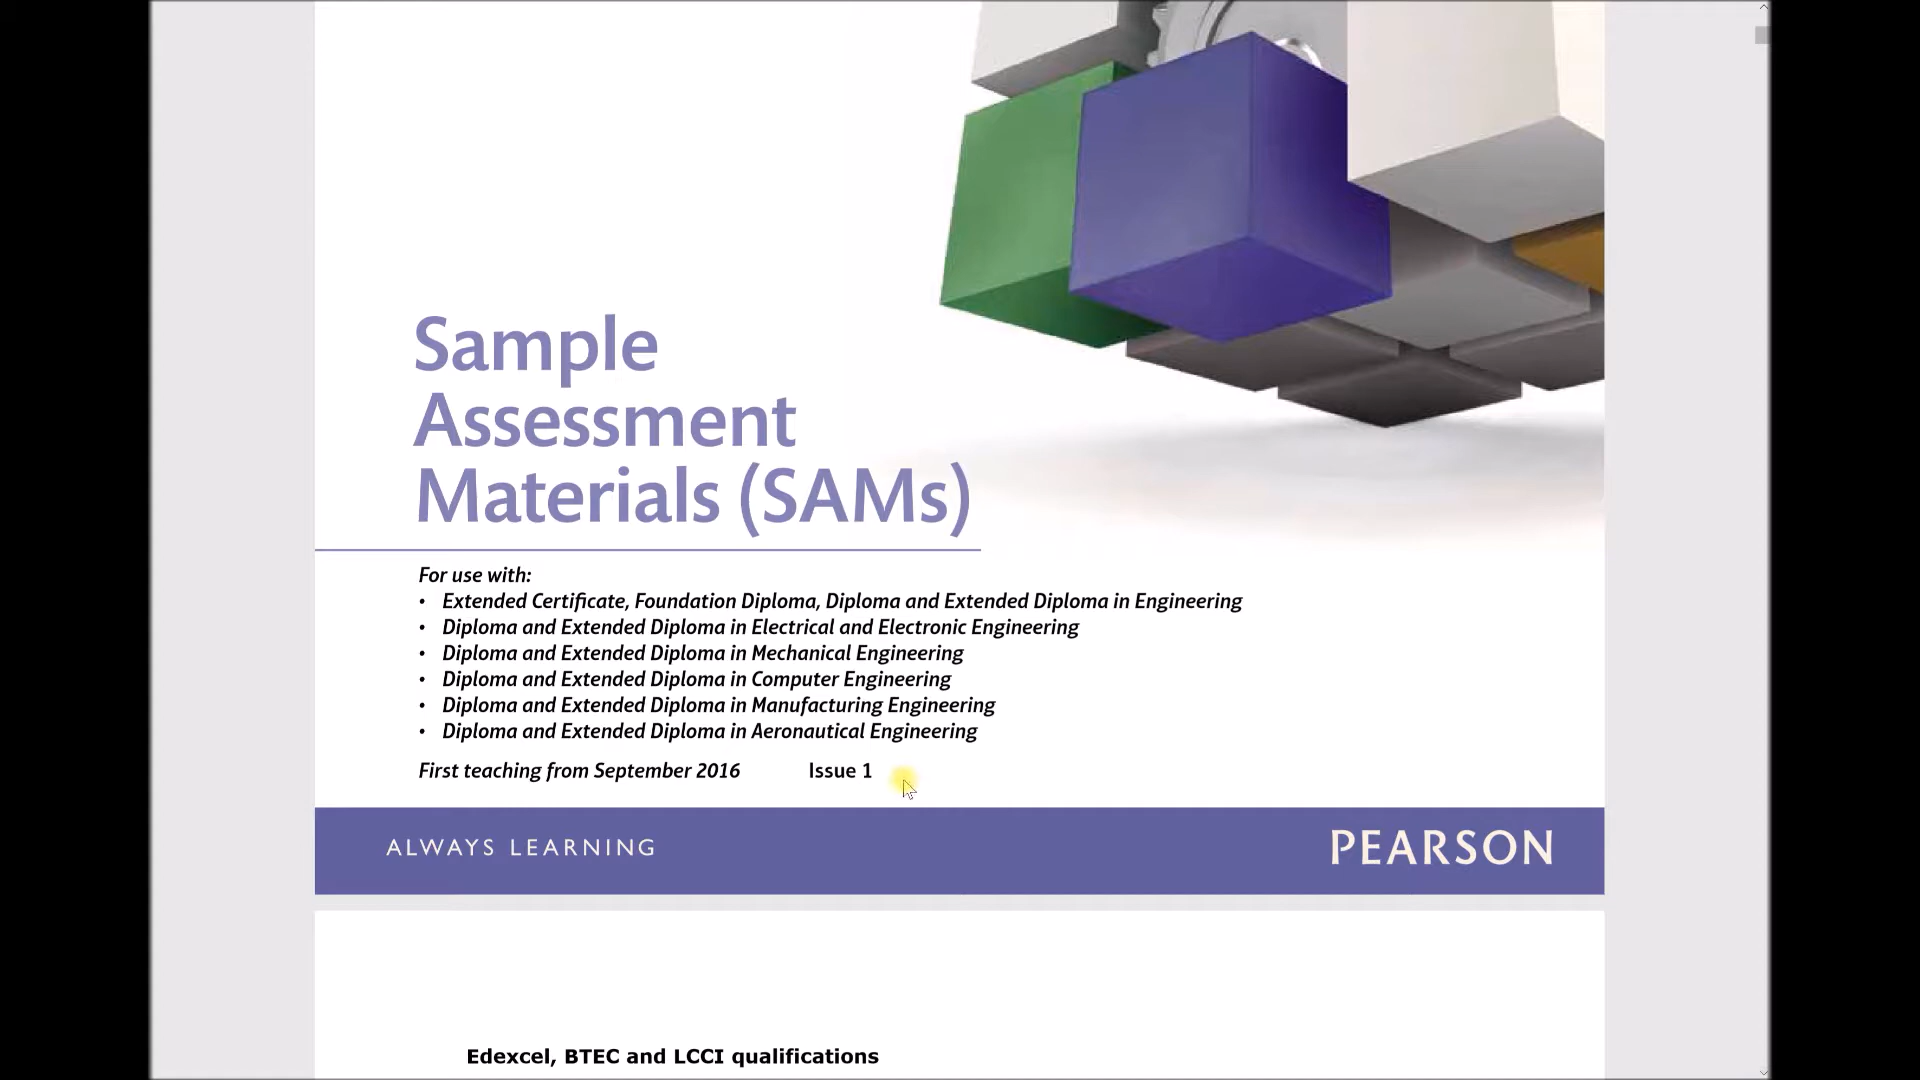 Sample
Assessment
Materials (SAMs)
For use with:
• Extended Certificate, Foundation Diploma, Diploma and Extended Diploma in Engineering
• Diploma and Extended Diploma in Electrical and Electronic Engineering
• Diploma and Extended Diploma in Mechanical Engineering
• Diploma and Extended Diploma in Computer Engineering
• Diploma and Extended Diploma in Manufacturing Engineering
• Diploma and Extended Diploma in Aeronautical Engineering
First teaching from September 2016 Issue 1
ALWAYS LEARNING PEARSON
Edexcel, BTEC and LCCI qualifications